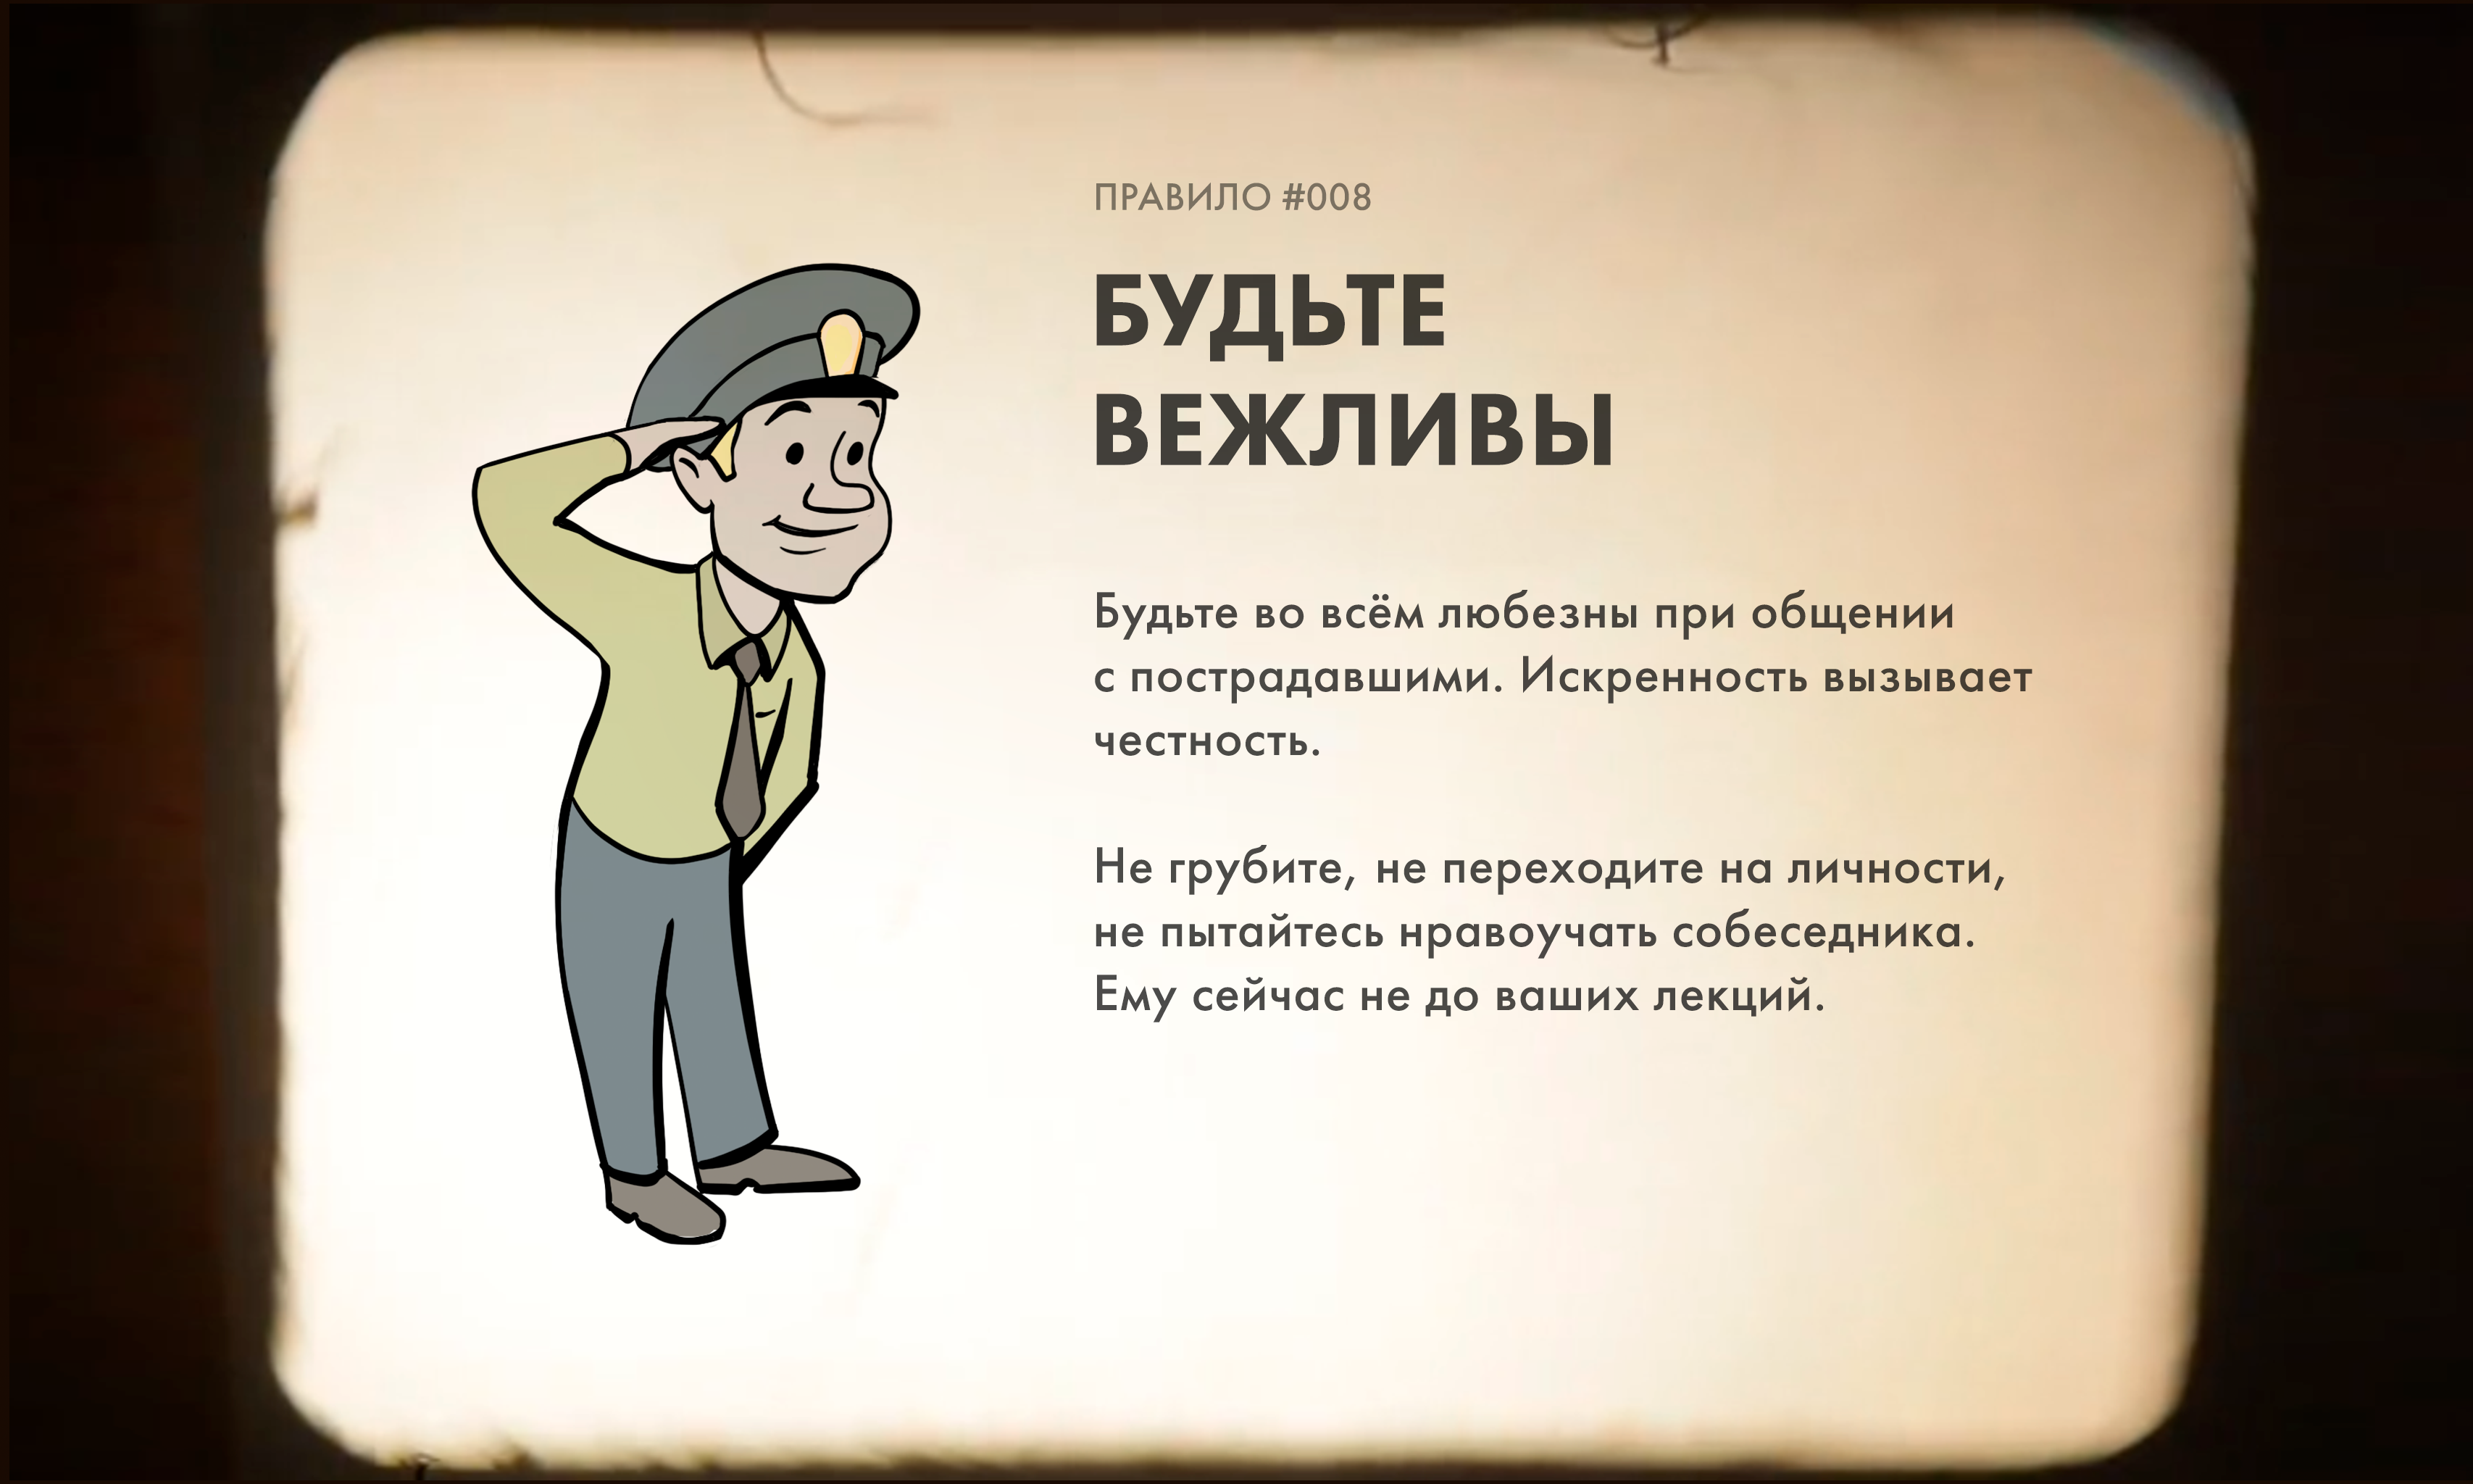 ПРАВИЛО #008
БУДЬТЕ
ВЕЖЛИВЫ
Будьте во всём любезны при общении
с пострадавшими. Искренность вызывает
честность.
Не грубите, не переходите на личности,
не пытайтесь нравоучать собеседника.
Ему сейчас не до ваших лекций.